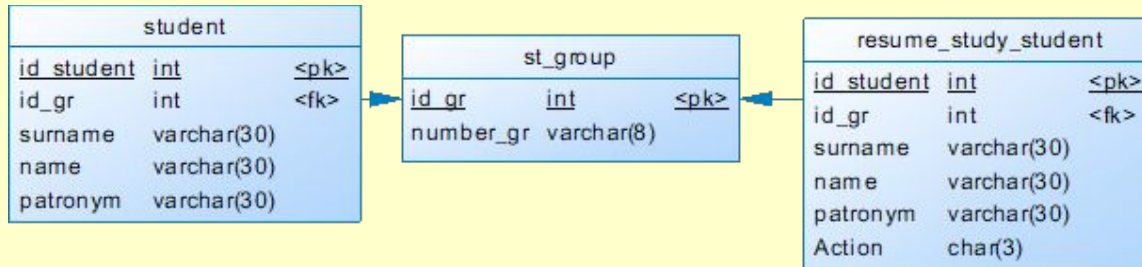 student
id_student int <pk>
id_gr int <fk>
surname varchar(30)
name varchar(30)
patronym varchar(30)
st_group
id_gr int <pk>
number_gr varchar(8)
resume_study_student
id_student int <pk>
id_gr int <fk>
surname varchar(30)
name varchar(30)
patronym varchar(30)
Action char(3)